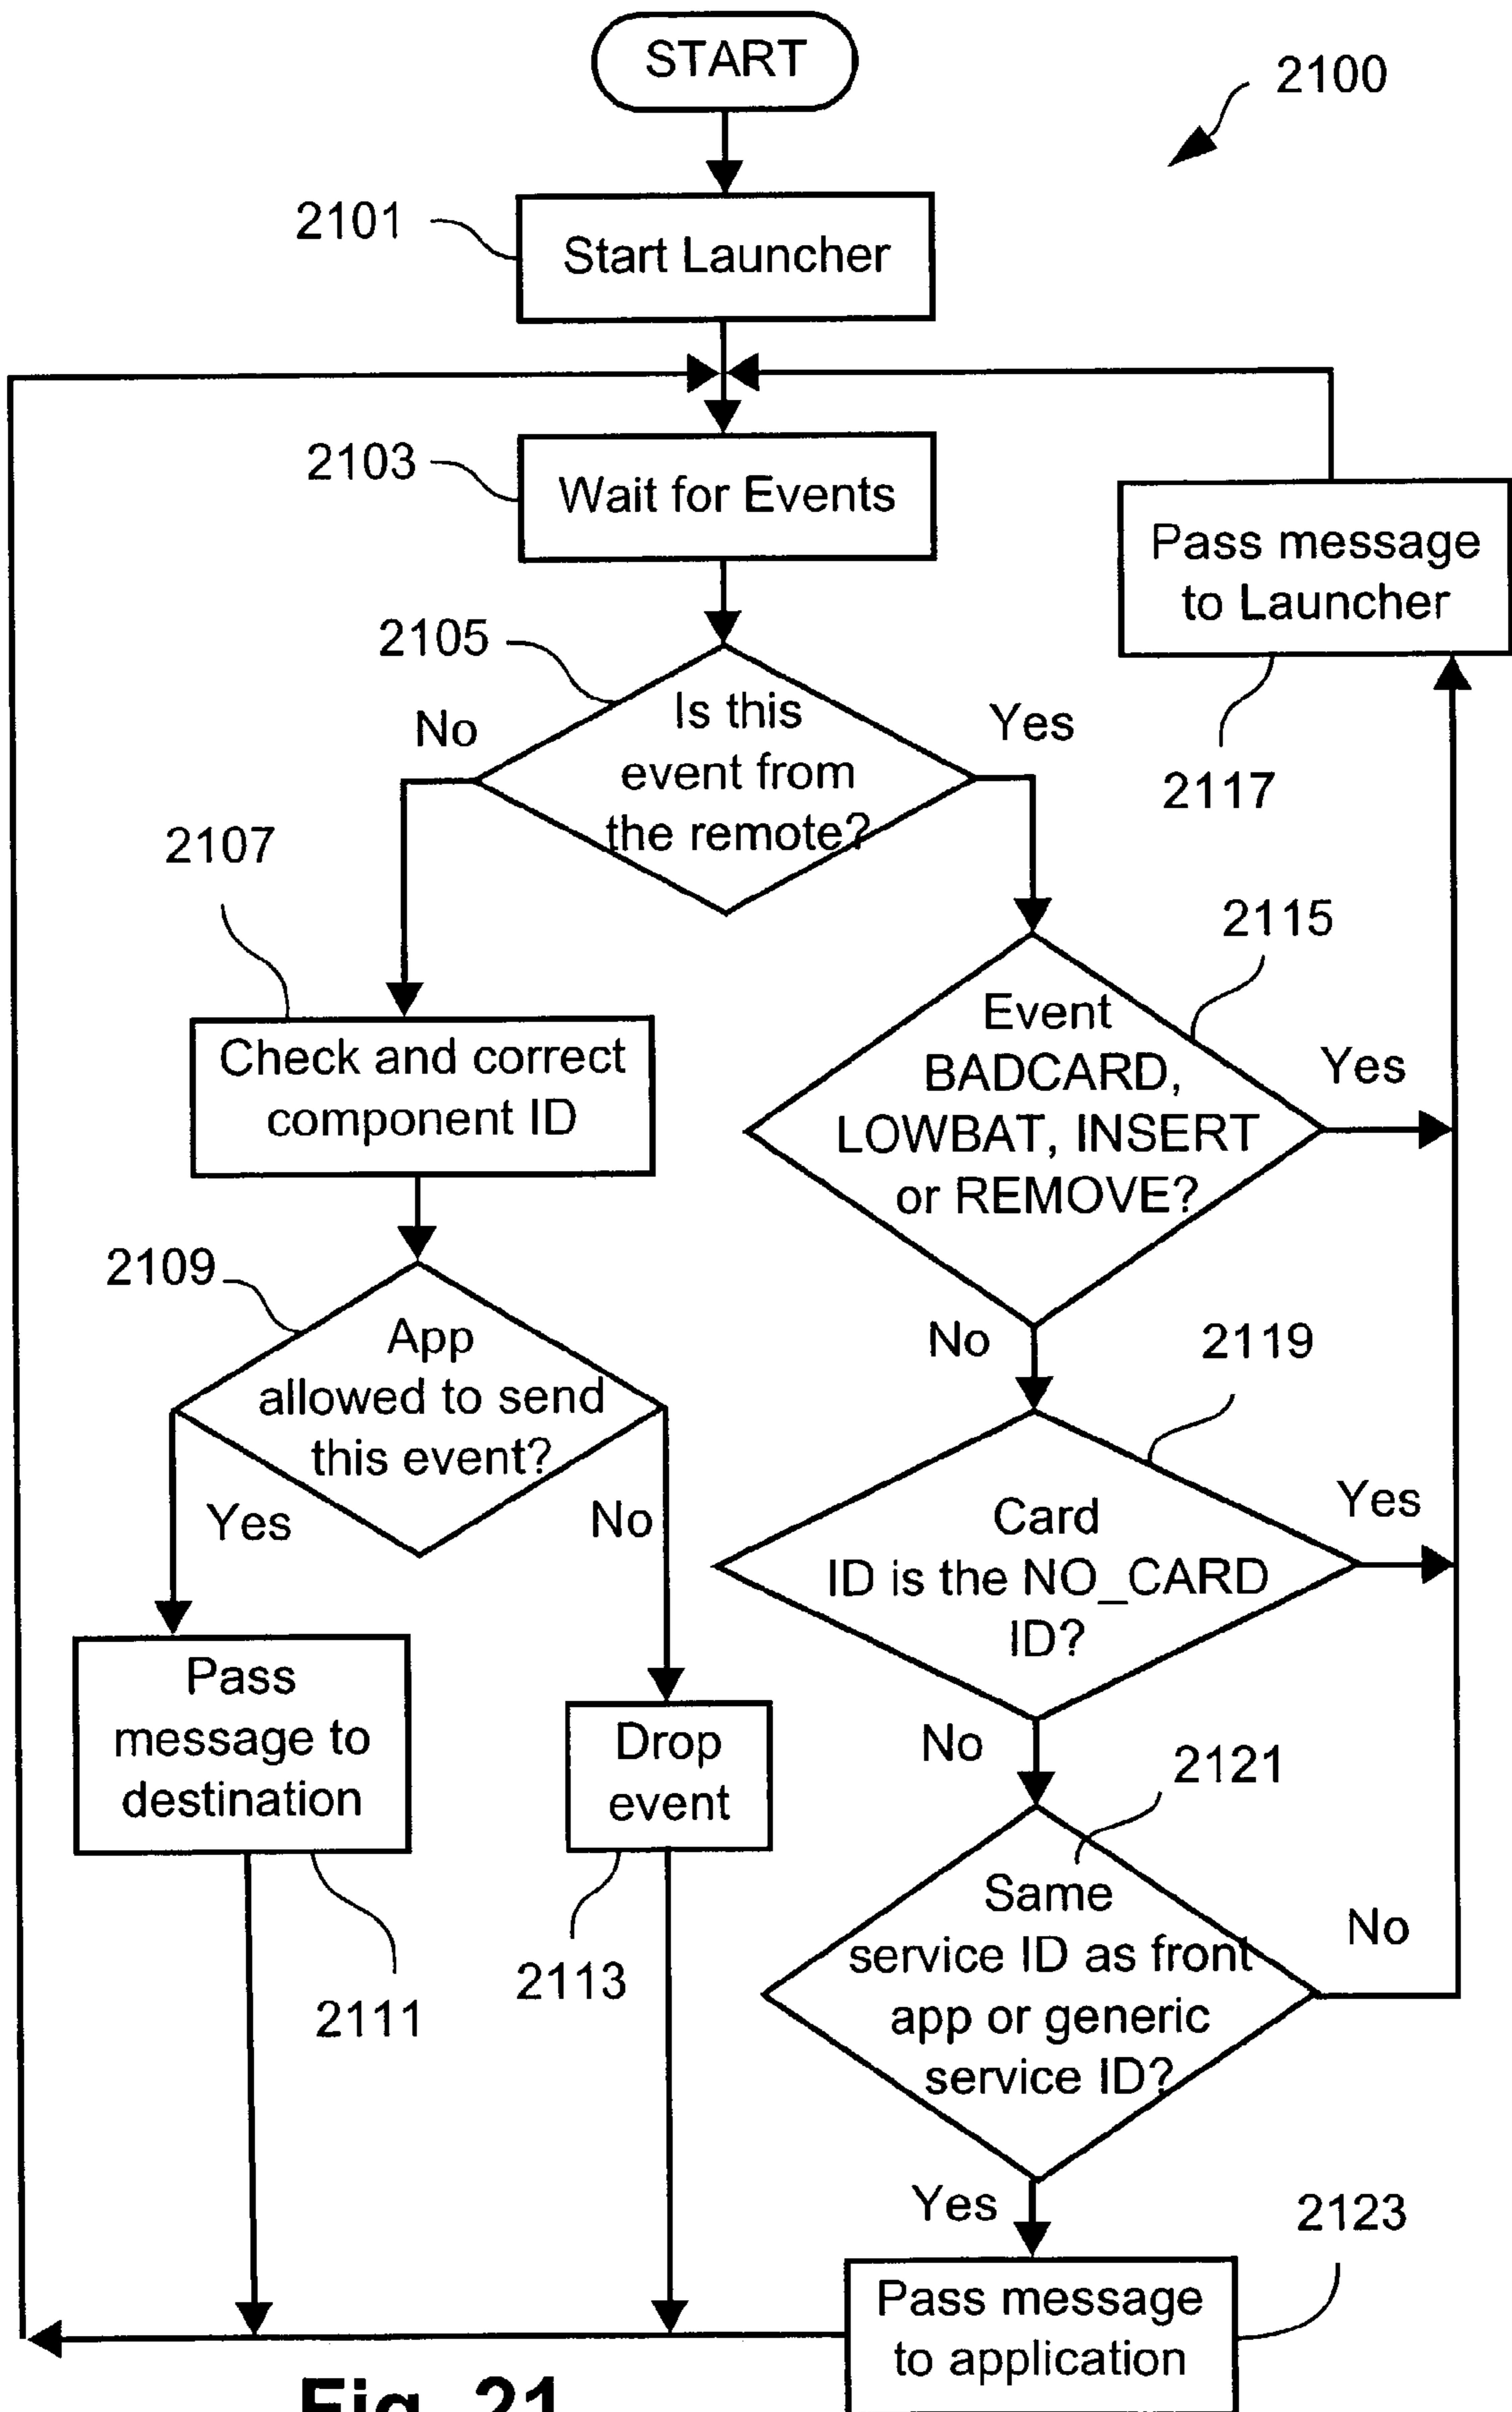 START
2100
2101
Start Launcher
2103
Wait for Events
Pass message
to Launcher
2117
2105
No
Is this
event from
the remote?
Yes
2107
Check and correct
component ID
2115
Event
BADCARD,
LOWBAT, INSERT
or REMOVE?
Yes
No
2109
App
allowed to send
this event?
Yes
No
2119
Card
ID is the NO_CARD
ID?
Yes
No
Pass
message to
destination
2111
Drop
event
2113
2121
Same
service ID as front
app or generic
service ID?
No
Yes
2123
Pass message
to application
Fig. 21